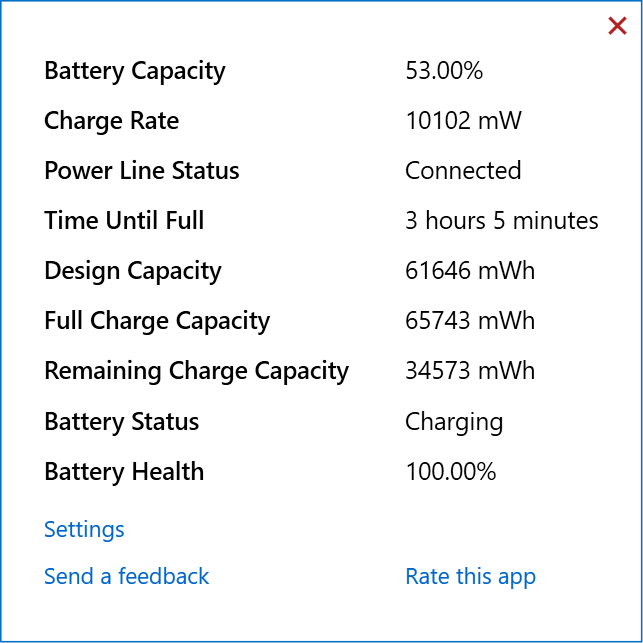 Battery Capacity 53.00%
Charge Rate 10102 mW
Power Line Status Connected
Time Until Full 3 hours 5 minutes
Design Capacity 61646 mWh
Full Charge Capacity 65743 mWh
Remaining Charge Capacity 34573 mWh
Battery Status Charging
Battery Health 100.00%
Settings
Send a feedback Rate this app